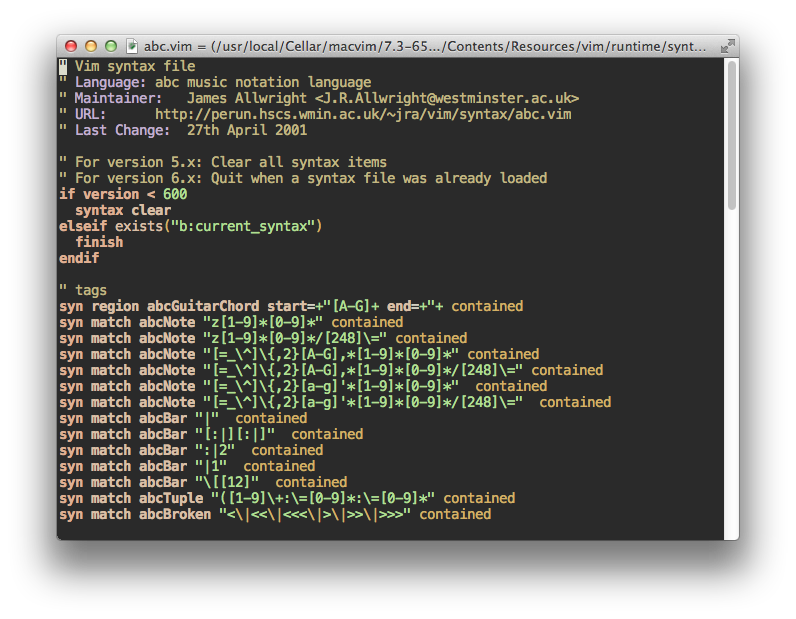 abc.vim = (/usr/local/Cellar/macvim/7.3-65.../Contents/Resources/vim/runtime/synt...
" Vim syntax file
" Language: abc music notation language
" Maintainer:   James Allwright <J.R.Allwright@westminster.ac.uk>
" URL:      http://perun.hscs.wmin.ac.uk/~jra/vim/syntax/abc.vim
" Last Change:  27th April 2001
" For version 5.x: Clear all syntax items
" For version 6.x: Quit when a syntax file was already loaded
if version < 600
  syntax clear
elseif exists("b:current_syntax")
  finish
endif
" tags
syn region abcGuitarChord start=+"[A-G]+ end=+"+ contained
syn match abcNote "z[1-9]*[0-9]*" contained
syn match abcNote "z[1-9]*[0-9]*/[248]\=" contained
syn match abcNote "[=_\^]\{,2}[A-G],*[1-9]*[0-9]*" contained
syn match abcNote "[=_\^]\{,2}[A-G],*[1-9]*[0-9]*/[248]\=" contained
syn match abcNote "[=_\^]\{,2}[a-g]'*[1-9]*[0-9]*"  contained
syn match abcNote "[=_\^]\{,2}[a-g]'*[1-9]*[0-9]*/[248]\="  contained
syn match abcBar "|"  contained
syn match abcBar "[:|][:|]"  contained
syn match abcBar ":|2"  contained
syn match abcBar "|1"  contained
syn match abcBar "\[[12]"  contained
syn match abcTuple "([1-9]\+:\=[0-9]*:\=[0-9]*" contained
syn match abcBroken "<\|<<\|<<<\|>\|>>\|>>>" contained